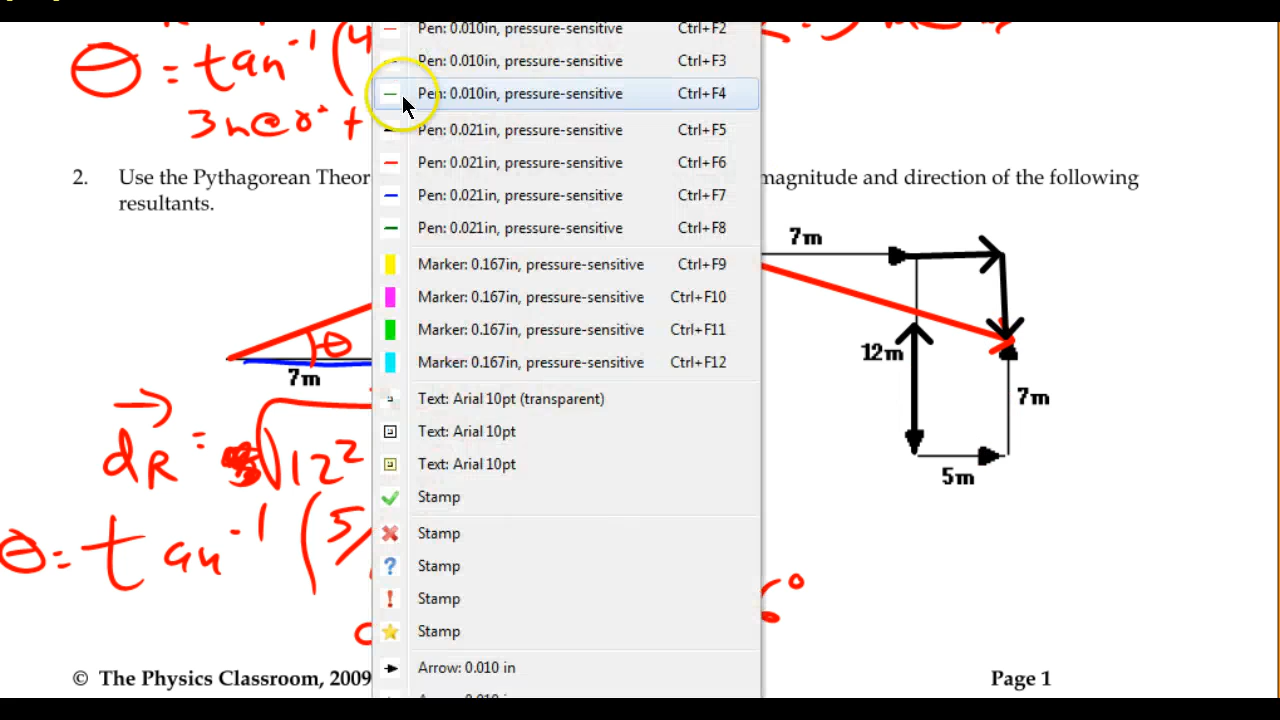 Pen: 0.010in, pressure-sensitive Ctrl+F2
θ = tan⁻¹ (4
Pen: 0.010in, pressure-sensitive Ctrl+F3
Pen: 0.010in, pressure-sensitive Ctrl+F4
3m@0° +
Pen: 0.021in, pressure-sensitive Ctrl+F5
Pen: 0.021in, pressure-sensitive Ctrl+F6
2. Use the Pythagorean Theor
magnitude and direction of the following
resultants.
Pen: 0.021in, pressure-sensitive Ctrl+F7
Pen: 0.021in, pressure-sensitive Ctrl+F8
7m
Marker: 0.167in, pressure-sensitive Ctrl+F9
Marker: 0.167in, pressure-sensitive Ctrl+F10
Marker: 0.167in, pressure-sensitive Ctrl+F11
Marker: 0.167in, pressure-sensitive Ctrl+F12
θ
7m
12m
7m
5m
Text: Arial 10pt (transparent)
Text: Arial 10pt
Text: Arial 10pt
dR = √12²
Stamp
Stamp
Stamp
Stamp
Stamp
θ = tan⁻¹ (5/
Arrow: 0.010 in
© The Physics Classroom, 2009
Page 1